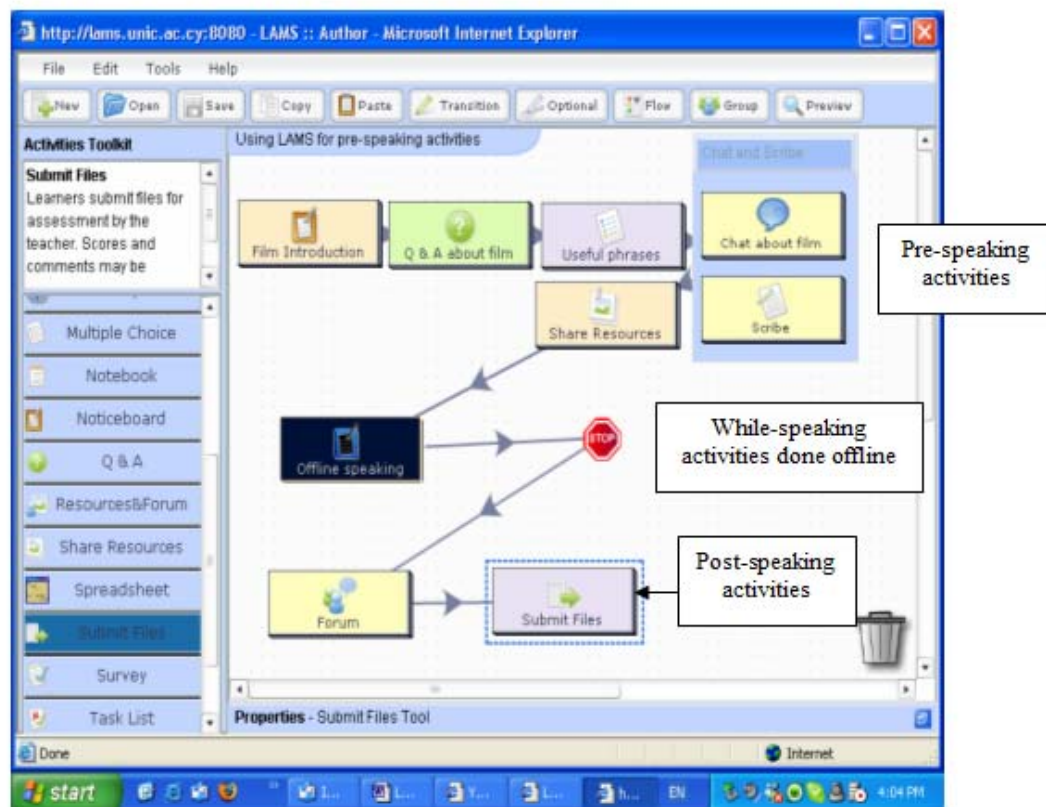 http://lams.unic.ac.cy:8080 - LAMS :: Author - Microsoft Internet Explorer
File Edit Tools Help
New Open Save Copy Paste Transition Optional Flow Group Preview
Activities Toolkit
Submit Files
Learners submit files for
assessment by the
teacher. Scores and
comments may be
Multiple Choice
Notebook
Noticeboard
Q & A
Resources&Forum
Share Resources
Spreadsheet
Submit Files
Survey
Task List
Using LAMS for pre-speaking activities
Chat and Scribe
Film Introduction
Q & A about film
Useful phrases
Chat about film
Share Resources
Scribe
Offline speaking
STOP
Forum
Submit Files
Pre-speaking
activities
While-speaking
activities done offline
Post-speaking
activities
Properties - Submit Files Tool
Done
Internet
start
I...
L...
Y...
L...
h...
EN
4:04 PM